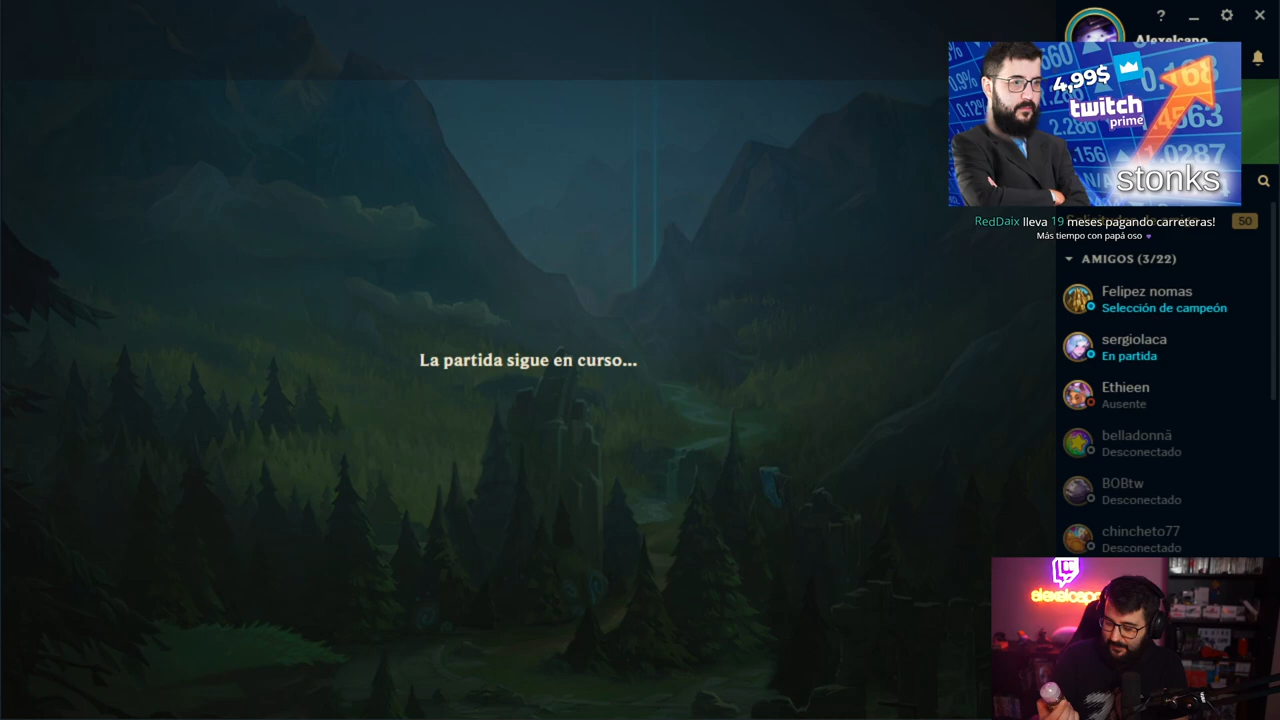 ?
Alexelcapo
4,99$
twitch
prime
stonks
RedDaix lleva 19 meses pagando carreteras!
Más tiempo con papá oso
50
AMIGOS (3/22)
Felipez nomas
Selección de campeón
sergiolaca
En partida
Ethieen
Ausente
belladonnä
Desconectado
BOBtw
Desconectado
chincheto77
Desconectado
La partida sigue en curso...
elexelcapo